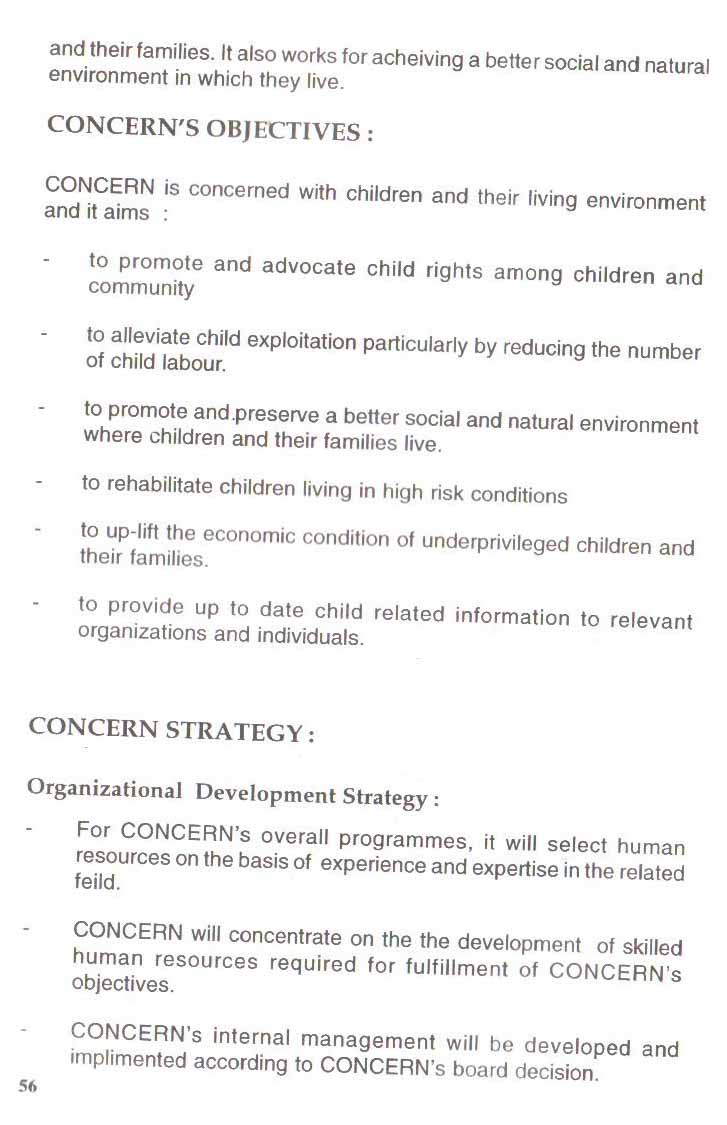 and their families. It also works for acheiving a better social and natural
environment in which they live.
CONCERN'S OBJECTIVES :
CONCERN is concerned with children and their living environment
and it aims :
- to promote and advocate child rights among children and
community
- to alleviate child exploitation particularly by reducing the number
of child labour.
- to promote and.preserve a better social and natural environment
where children and their families live.
- to rehabilitate children living in high risk conditions
- to up-lift the economic condition of underprivileged children and
their families.
- to provide up to date child related information to relevant
organizations and individuals.
CONCERN STRATEGY :
Organizational Development Strategy :
- For CONCERN's overall programmes, it will select human
resources on the basis of experience and expertise in the related
feild.
- CONCERN will concentrate on the the development of skilled
human resources required for fulfillment of CONCERN's
objectives.
- CONCERN's internal management will be developed and
implimented according to CONCERN's board decision.
56